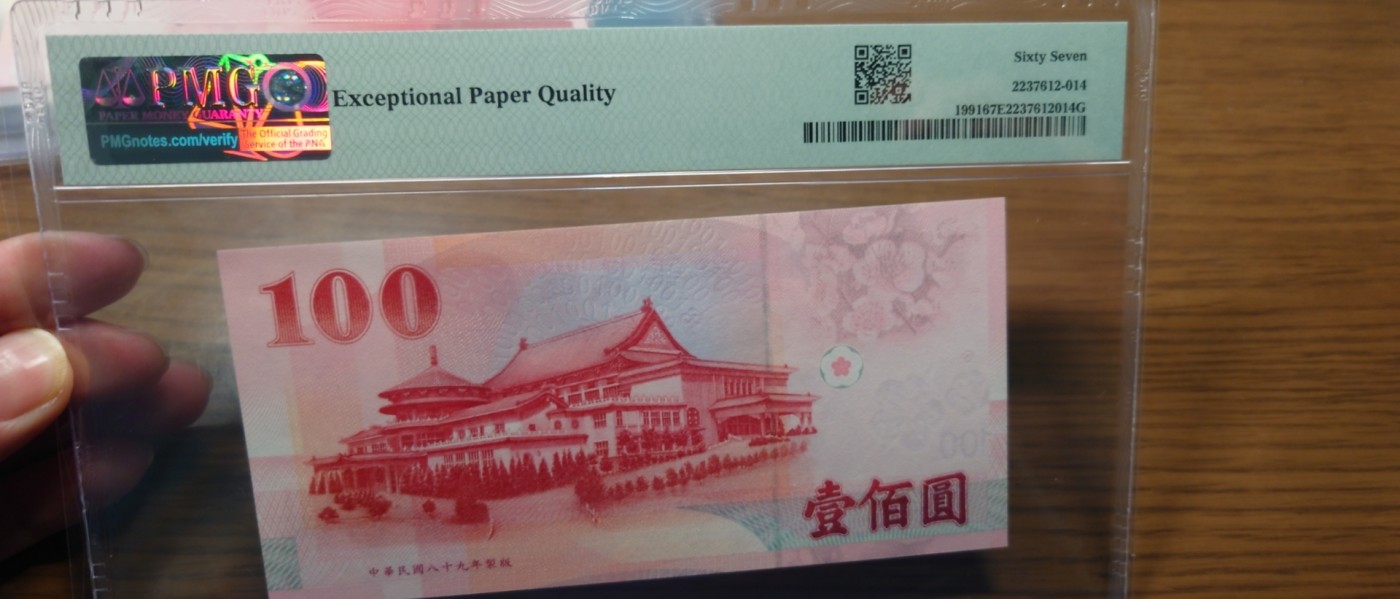 PMG
PAPER MONEY GUARANTY
PMGnotes.com/verify
The Official Grading
Service of the ANA
Exceptional Paper Quality
Sixty Seven
2237612-014
199167E2237612014G
100
壹佰圓
中華民國八十九年製版